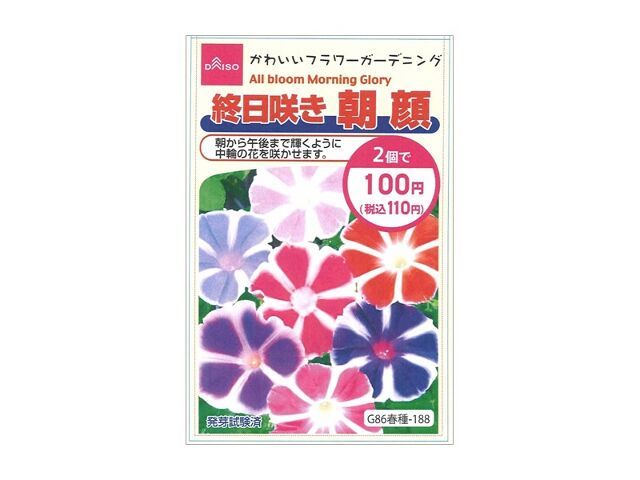 DAISO
かわいいフラワーガーデニング
All bloom Morning Glory
終日咲き 朝顔
朝から午後まで輝くように
中輪の花を咲かせます。
2個で
100円
(税込110円)
発芽試験済
G86春種-188